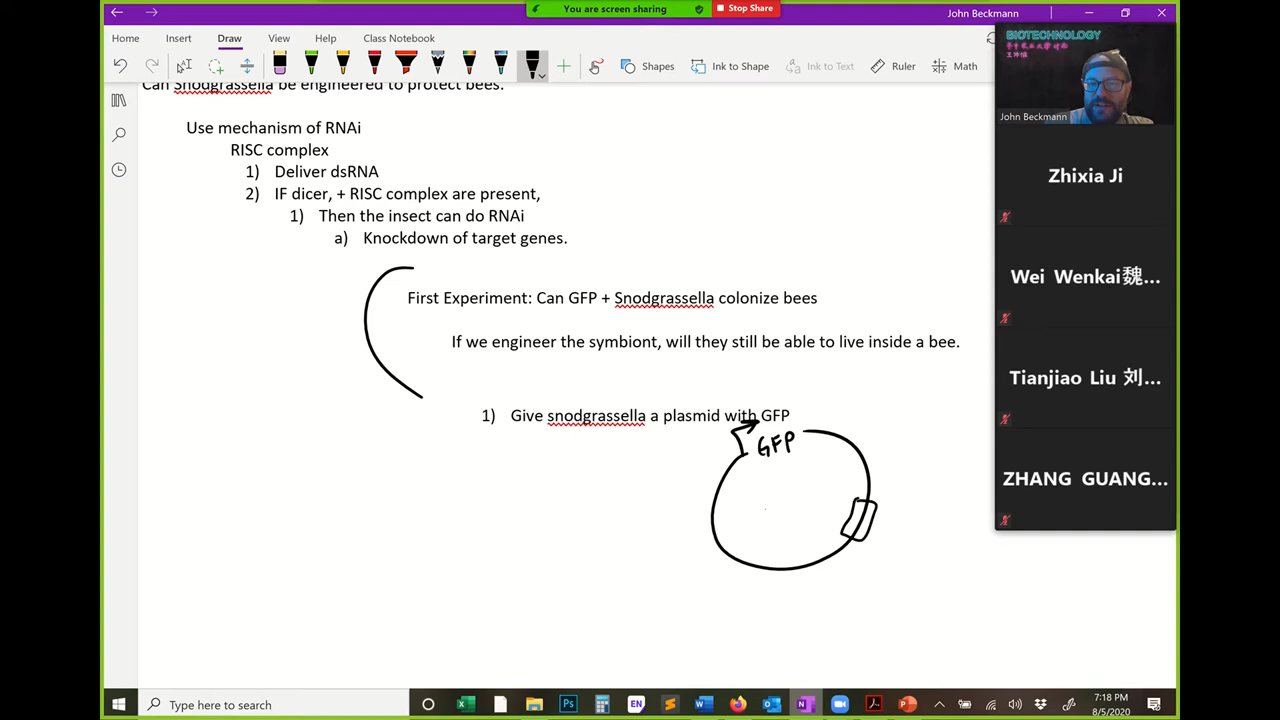 You are screen sharing
Stop Share
John Beckmann
Home Insert Draw View Help Class Notebook
Shapes Ink to Shape Ink to Text Ruler Math
Can Snodgrassella be engineered to protect bees.
Use mechanism of RNAi
RISC complex
1) Deliver dsRNA
2) IF dicer, + RISC complex are present,
1) Then the insect can do RNAi
a) Knockdown of target genes.
First Experiment: Can GFP + Snodgrassella colonize bees
If we engineer the symbiont, will they still be able to live inside a bee.
1) Give snodgrassella a plasmid with GFP
GFP
BIOTECHNOLOGY
John Beckmann
Zhixia Ji
Wei Wenkai魏...
Tianjiao Liu 刘...
ZHANG GUANG...
Type here to search
EN
7:18 PM
8/5/2020